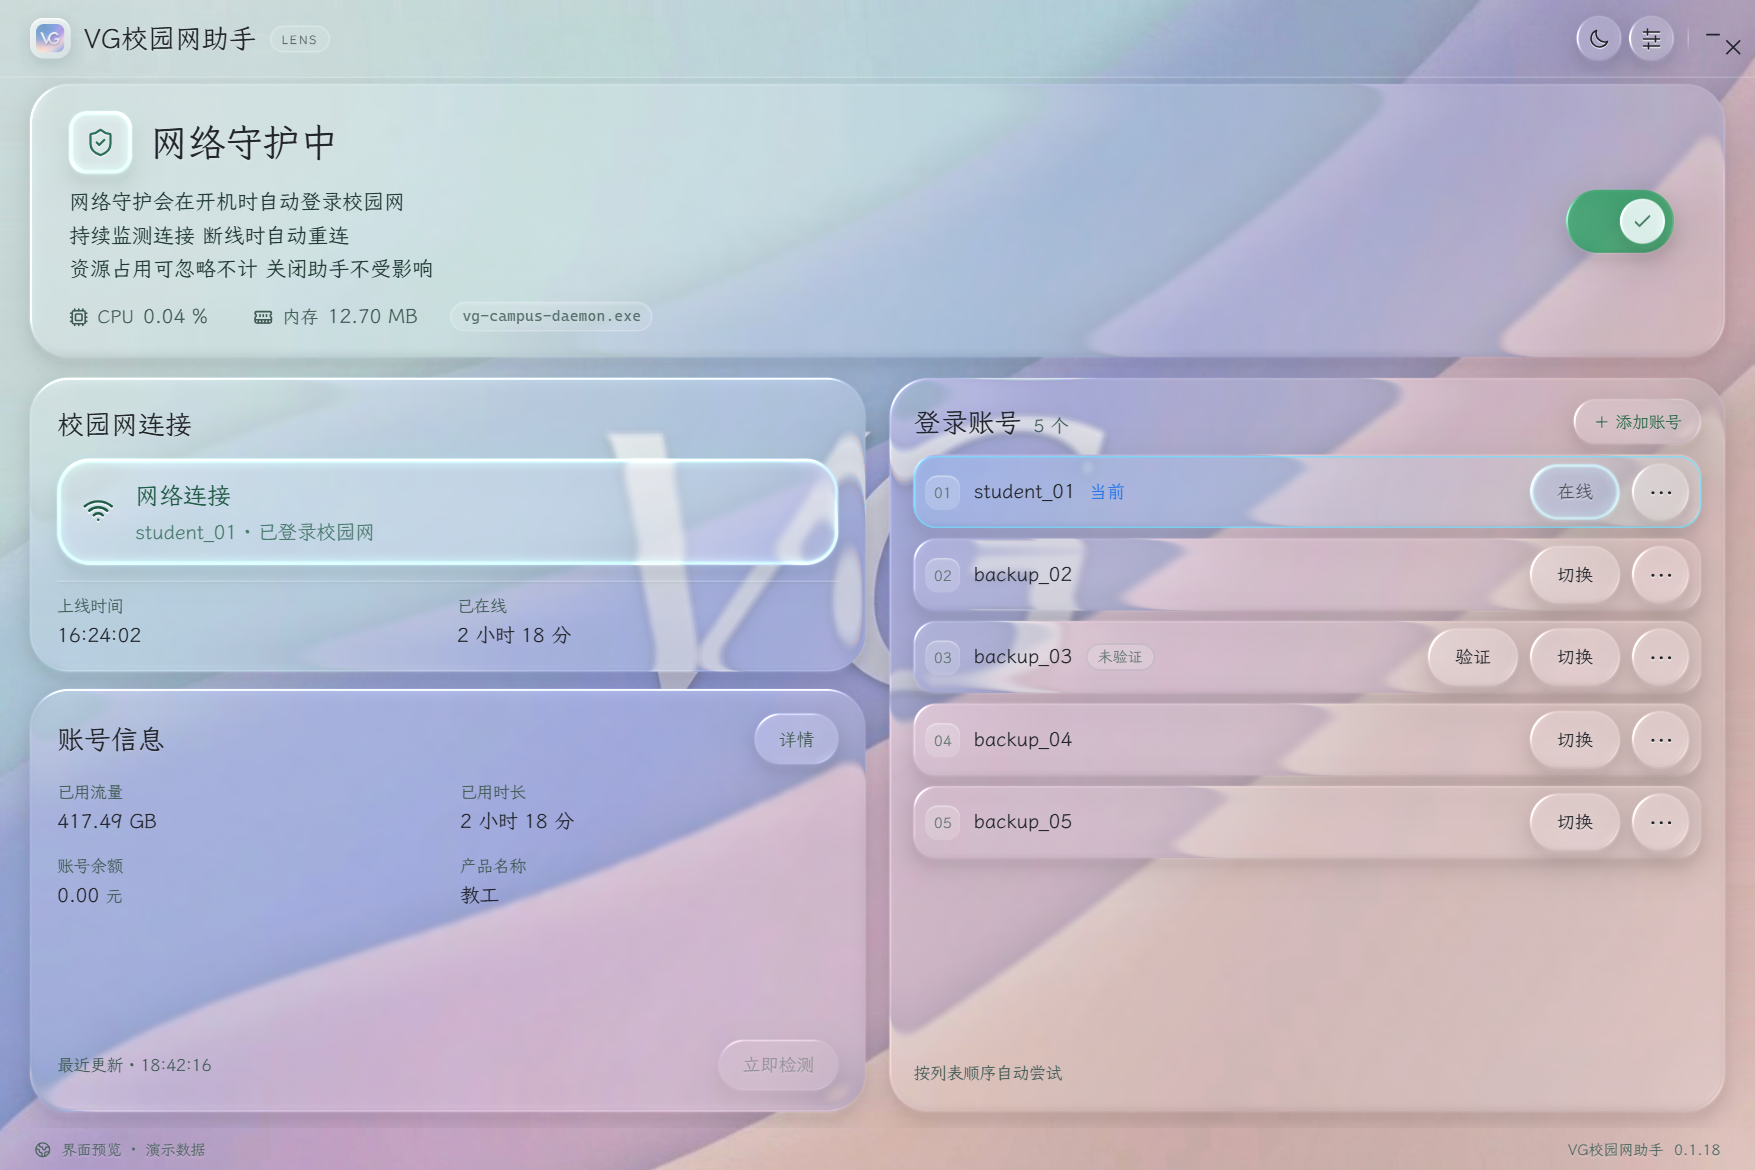 VG校园网助手 LENS
网络守护中
网络守护会在开机时自动登录校园网
持续监测连接 断线时自动重连
资源占用可忽略不计 关闭助手不受影响
CPU 0.04 % 内存 12.70 MB vg-campus-daemon.exe
校园网连接
网络连接
student_01・已登录校园网
上线时间 已在线
16:24:02 2 小时 18 分
账号信息 详情
已用流量 已用时长
417.49 GB 2 小时 18 分
账号余额 产品名称
0.00 元 教工
最近更新・18:42:16 立即检测
登录账号 5 个 + 添加账号
01 student_01 当前 在线 ···
02 backup_02 切换 ···
03 backup_03 未验证 验证 切换 ···
04 backup_04 切换 ···
05 backup_05 切换 ···
按列表顺序自动尝试
界面预览・演示数据
VG校园网助手 0.1.18
VG